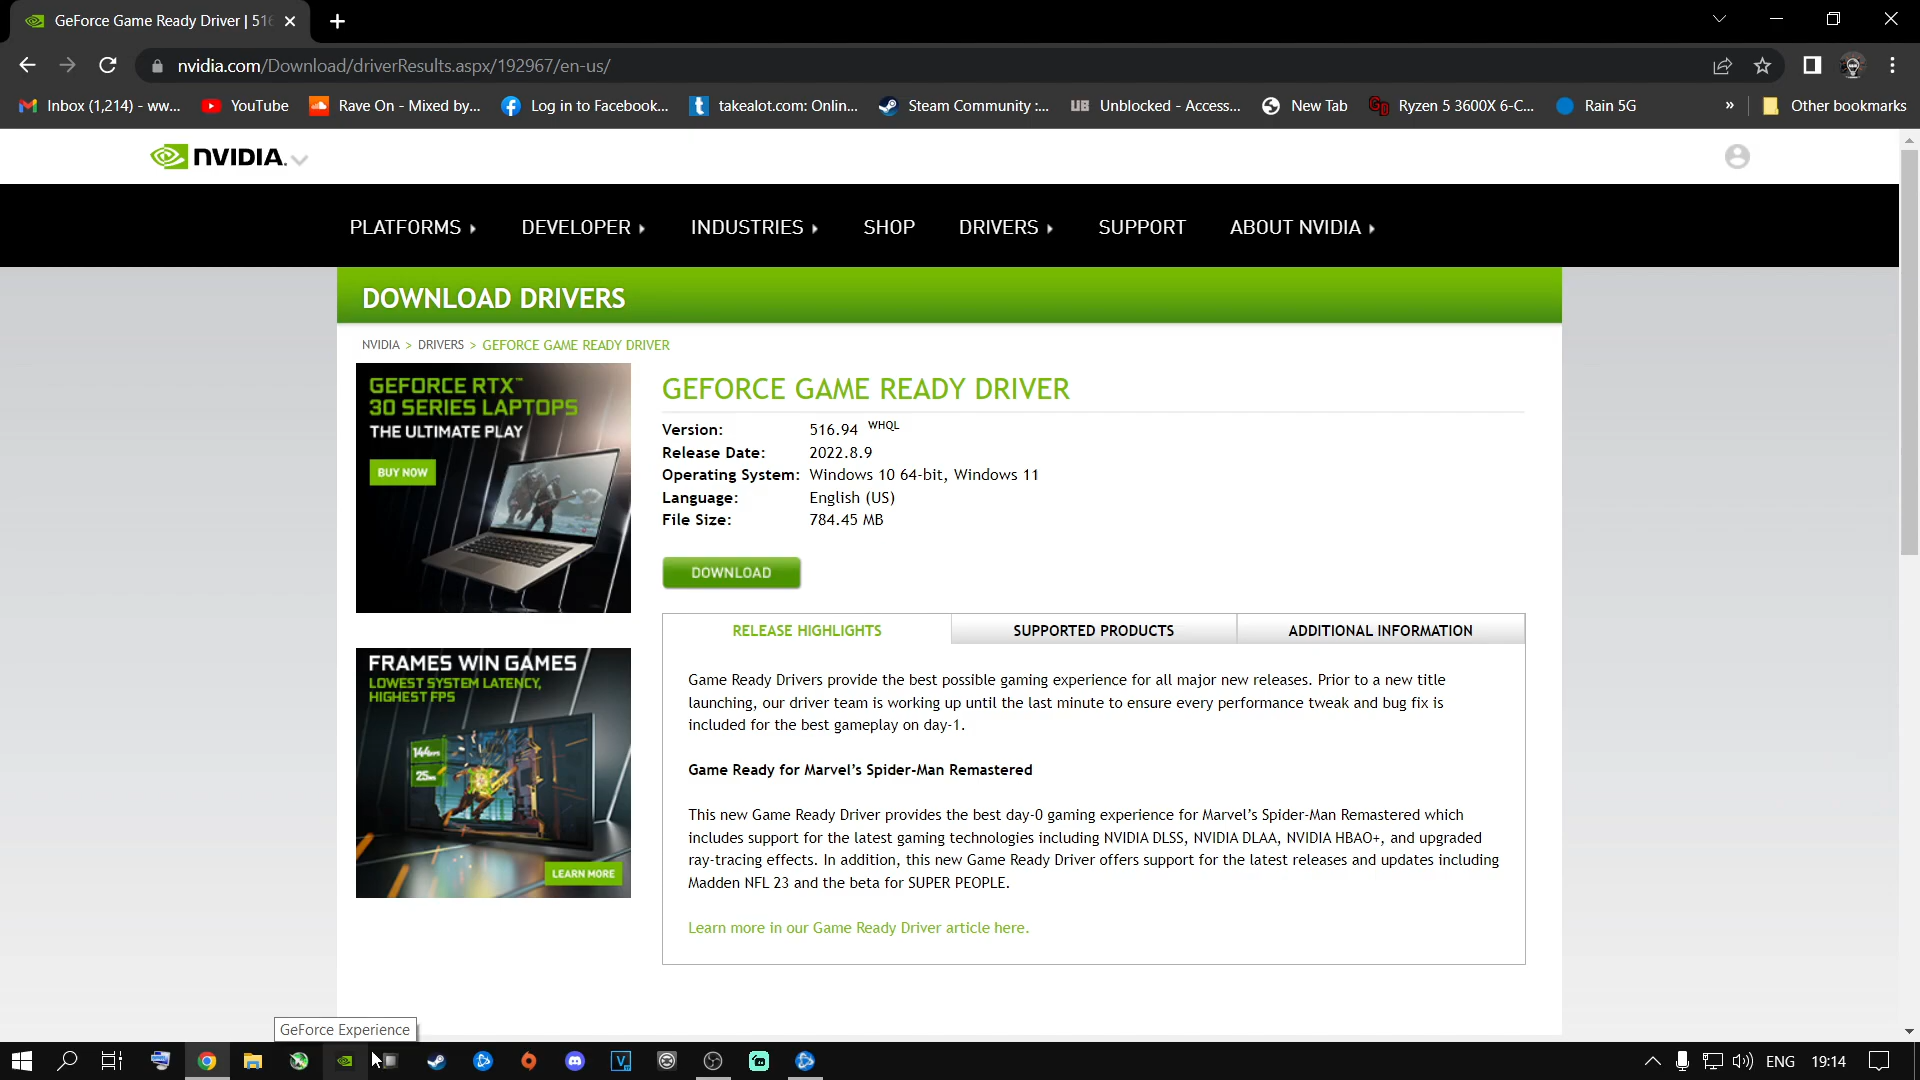 GeForce Game Ready Driver | 516
nvidia.com/Download/driverResults.aspx/192967/en-us/
Inbox (1,214) - ww...
YouTube
Rave On - Mixed by...
Log in to Facebook...
takealot.com: Onlin...
Steam Community :...
UB Unblocked - Access...
New Tab
Ryzen 5 3600X 6-C...
Rain 5G
»
Other bookmarks
NVIDIA.
PLATFORMS
DEVELOPER
INDUSTRIES
SHOP
DRIVERS
SUPPORT
ABOUT NVIDIA
DOWNLOAD DRIVERS
NVIDIA > DRIVERS > GEFORCE GAME READY DRIVER
GEFORCE RTX™
30 SERIES LAPTOPS
THE ULTIMATE PLAY
BUY NOW
GEFORCE GAME READY DRIVER
Version: 516.94 WHQL
Release Date: 2022.8.9
Operating System: Windows 10 64-bit, Windows 11
Language: English (US)
File Size: 784.45 MB
DOWNLOAD
FRAMES WIN GAMES
LOWEST SYSTEM LATENCY,
HIGHEST FPS
144FPS
25ms
LEARN MORE
RELEASE HIGHLIGHTS
SUPPORTED PRODUCTS
ADDITIONAL INFORMATION
Game Ready Drivers provide the best possible gaming experience for all major new releases. Prior to a new title
launching, our driver team is working up until the last minute to ensure every performance tweak and bug fix is
included for the best gameplay on day-1.
Game Ready for Marvel's Spider-Man Remastered
This new Game Ready Driver provides the best day-0 gaming experience for Marvel's Spider-Man Remastered which
includes support for the latest gaming technologies including NVIDIA DLSS, NVIDIA DLAA, NVIDIA HBAO+, and upgraded
ray-tracing effects. In addition, this new Game Ready Driver offers support for the latest releases and updates including
Madden NFL 23 and the beta for SUPER PEOPLE.
Learn more in our Game Ready Driver article here.
GeForce Experience
ENG
19:14